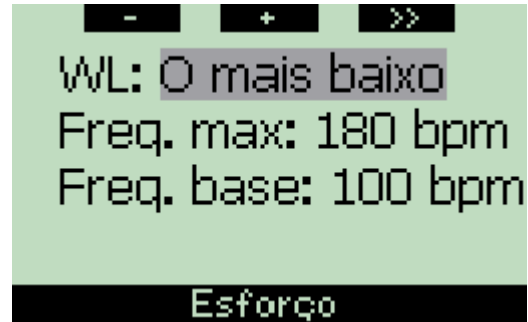 - + >>
WL: O mais baixo
Freq. max: 180 bpm
Freq. base: 100 bpm
Esforço